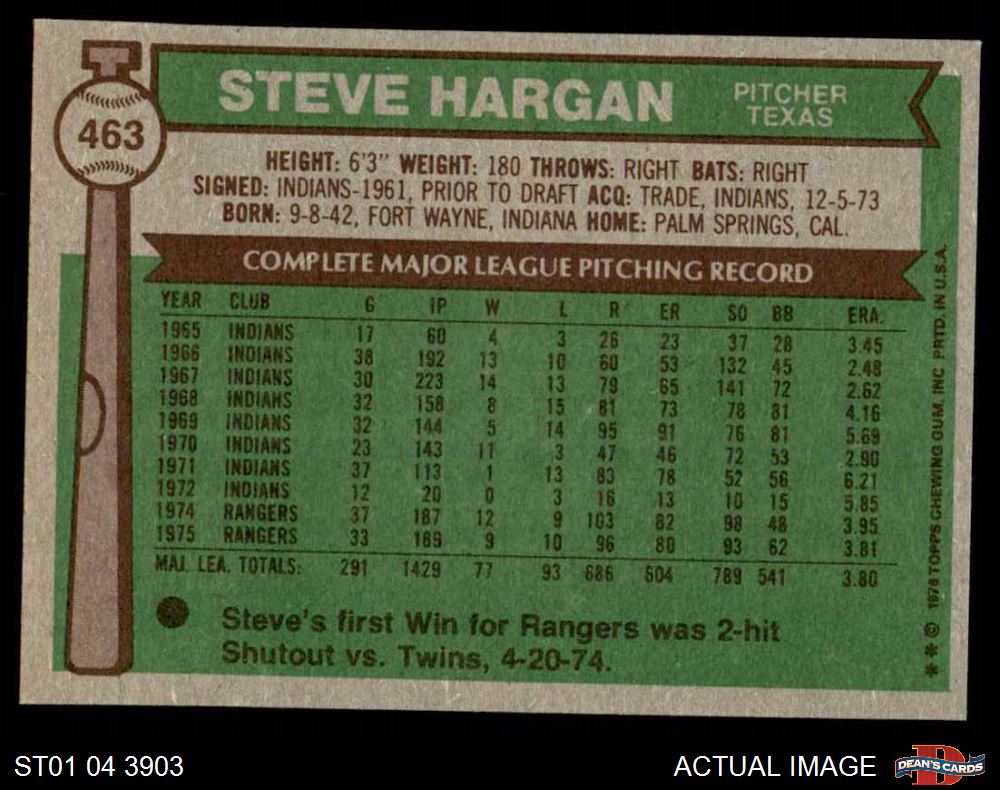 463
STEVE HARGAN
PITCHER
TEXAS
HEIGHT: 6'3" WEIGHT: 180 THROWS: RIGHT BATS: RIGHT
SIGNED: INDIANS-1961, PRIOR TO DRAFT ACQ: TRADE, INDIANS, 12-5-73
BORN: 9-8-42, FORT WAYNE, INDIANA HOME: PALM SPRINGS, CAL.
COMPLETE MAJOR LEAGUE PITCHING RECORD
YEAR CLUB G IP W L R ER SO BB ERA.
1965 INDIANS 17 60 4 3 26 23 37 28 3.45
1966 INDIANS 38 192 13 10 60 53 132 45 2.48
1967 INDIANS 30 223 14 13 79 65 141 72 2.62
1968 INDIANS 32 158 8 15 81 73 78 81 4.16
1969 INDIANS 32 144 5 14 95 91 76 81 5.69
1970 INDIANS 23 143 11 3 47 46 72 53 2.90
1971 INDIANS 37 113 1 13 83 78 52 56 6.21
1972 INDIANS 12 20 0 3 16 13 10 15 5.85
1974 RANGERS 37 187 12 9 103 82 98 48 3.95
1975 RANGERS 33 189 9 10 96 80 93 62 3.81
MAJ. LEA. TOTALS: 291 1429 77 93 686 604 789 541 3.80
Steve's first Win for Rangers was 2-hit
Shutout vs. Twins, 4-20-74.
** © 1976 TOPPS CHEWING GUM, INC PRTD. IN U.S.A.
ST01 04 3903
ACTUAL IMAGE
D
DEAN'S CARDS